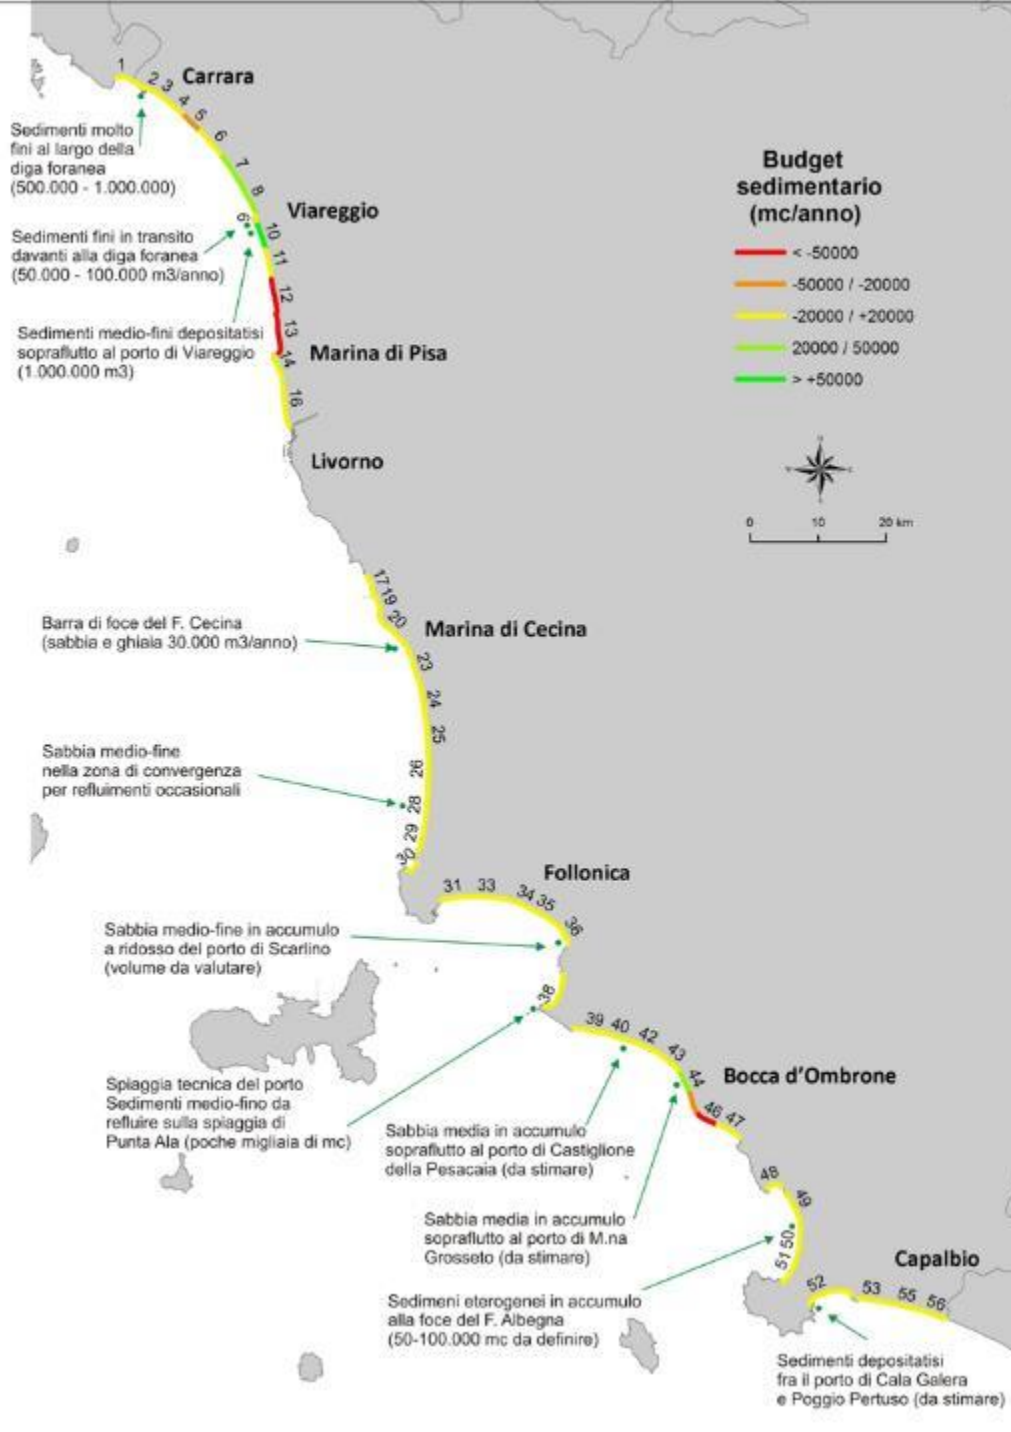 1
2
3
Carrara
4
5
Sedimenti molto
fini al largo della
diga foranea
(500.000 - 1.000.000)
6
7
8
Viareggio
9
10
Sedimenti fini in transito
davanti alla diga foranea
(50.000 - 100.000 m3/anno)
11
12
Sedimenti medio-fini depositatisi
sopraflutto al porto di Viareggio
(1.000.000 m3)
13
14
Marina di Pisa
16
Livorno
Budget
sedimentario
(mc/anno)
< -50000
-50000 / -20000
-20000 / +20000
20000 / 50000
> +50000
N
0 10 20 km
17
19
20
Barra di foce del F. Cecina
(sabbia e ghiaia 30.000 m3/anno)
Marina di Cecina
23
24
25
Sabbia medio-fine
nella zona di convergenza
per refluimenti occasionali
26
28
29
30
Follonica
31
33
34
35
36
Sabbia medio-fine in accumulo
a ridosso del porto di Scarlino
(volume da valutare)
38
39
40
42
43
44
Bocca d'Ombrone
46
47
Spiaggia tecnica del porto
Sedimenti medio-fino da
refluire sulla spiaggia di
Punta Ala (poche migliaia di mc)
Sabbia media in accumulo
sopraflutto al porto di Castiglione
della Pesacaia (da stimare)
48
49
Sabbia media in accumulo
sopraflutto al porto di M.na
Grosseto (da stimare)
50
51
Capalbio
52
53
55
56
Sedimeni eterogenei in accumulo
alla foce del F. Albegna
(50-100.000 mc da definire)
Sedimenti depositatisi
fra il porto di Cala Galera
e Poggio Pertuso (da stimare)